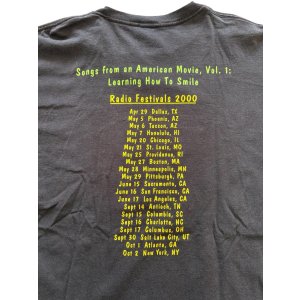 Songs from an American Movie, Vol. 1:
Learning How To Smile
Radio Festivals 2000
Apr 29 Dallas, TX
May 5 Phoenix, AZ
May 6 Tucson, AZ
May 7 Honolulu, HI
May 20 Chicago, IL
May 21 St. Louis, MO
May 25 Providence, RI
May 27 Boston, MA
May 28 Minneapolis, MN
May 29 Pittsburgh, PA
June 15 Sacramento, CA
June 16 San Francisco, CA
June 17 Los Angeles, CA
Sept 14 Antioch, TN
Sept 15 Columbia, SC
Sept 16 Charlotte, NC
Sept 17 Columbus, OH
Sept 30 Salt Lake City, UT
Oct 1 Atlanta, GA
Oct 2 New York, NY